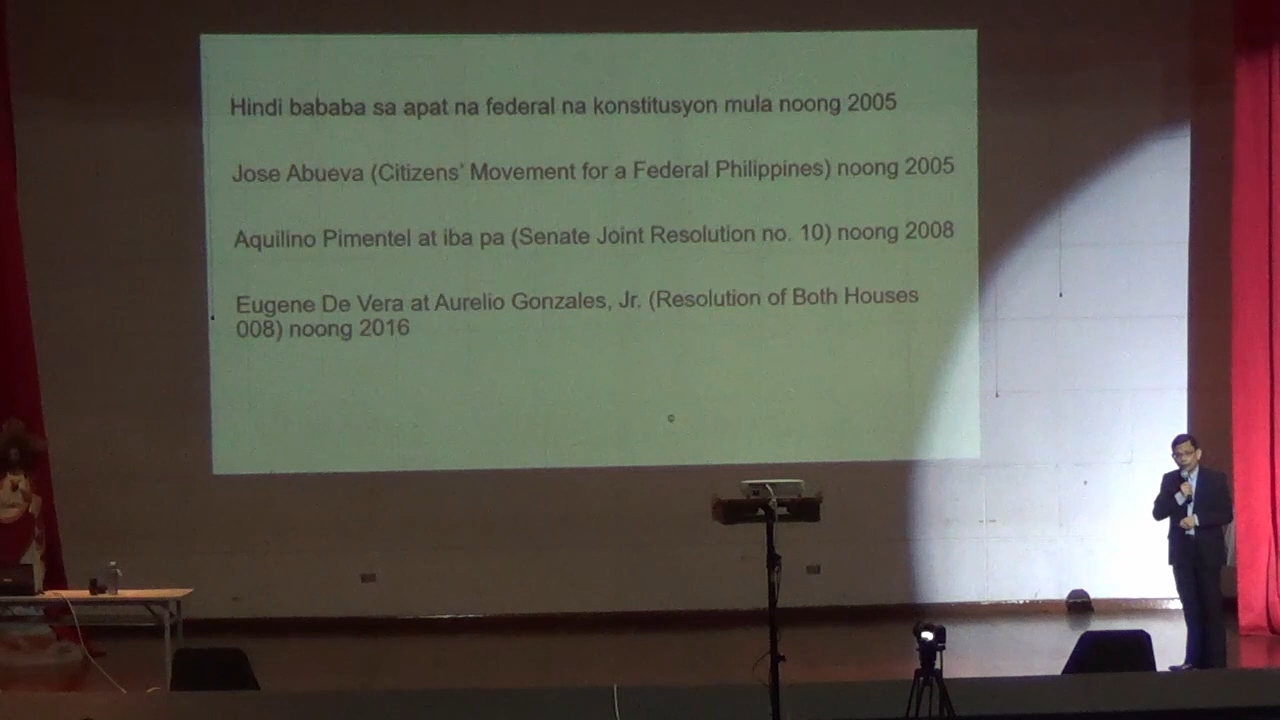 Hindi bababa sa apat na federal na konstitusyon mula noong 2005
Jose Abueva (Citizens' Movement for a Federal Philippines) noong 2005
Aquilino Pimentel at iba pa (Senate Joint Resolution no. 10) noong 2008
Eugene De Vera at Aurelio Gonzales, Jr. (Resolution of Both Houses
008) noong 2016